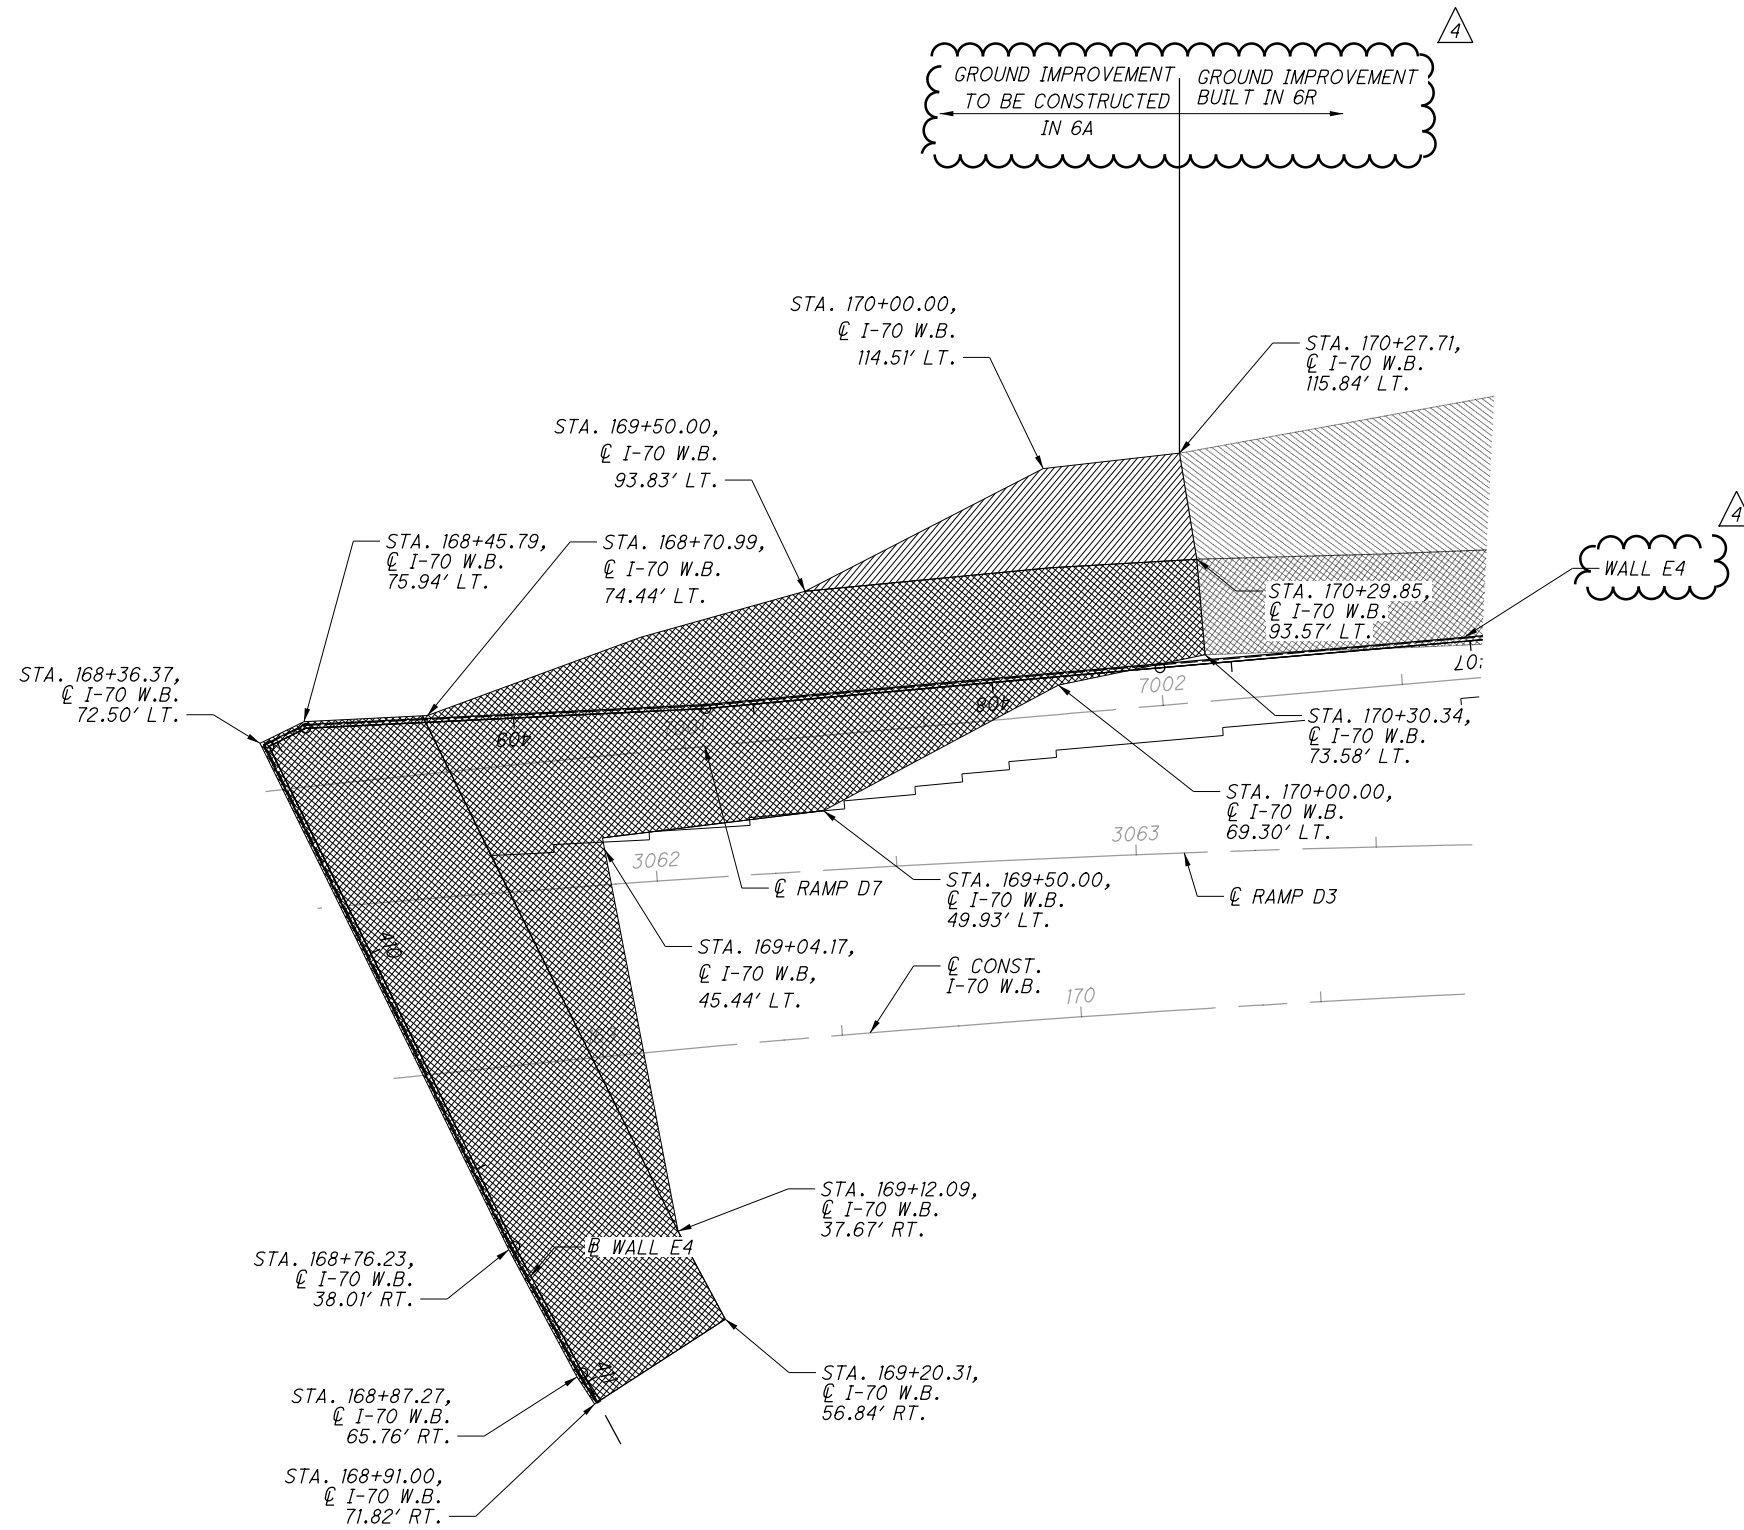 4
GROUND IMPROVEMENT
TO BE CONSTRUCTED
IN 6A
GROUND IMPROVEMENT
BUILT IN 6R
STA. 170+00.00,
℄ I-70 W.B.
114.51' LT.
STA. 170+27.71,
℄ I-70 W.B.
115.84' LT.
STA. 169+50.00,
℄ I-70 W.B.
93.83' LT.
4
WALL E4
STA. 168+45.79,
℄ I-70 W.B.
75.94' LT.
STA. 168+70.99,
℄ I-70 W.B.
74.44' LT.
STA. 170+29.85,
℄ I-70 W.B.
93.57' LT.
STA. 168+36.37,
℄ I-70 W.B.
72.50' LT.
7002
408
409
STA. 170+30.34,
℄ I-70 W.B.
73.58' LT.
STA. 170+00.00,
℄ I-70 W.B.
69.30' LT.
3062
3063
℄ RAMP D7
STA. 169+50.00,
℄ I-70 W.B.
49.93' LT.
℄ RAMP D3
410
STA. 169+04.17,
℄ I-70 W.B,
45.44' LT.
℄ CONST.
I-70 W.B.
170
STA. 169+12.09,
℄ I-70 W.B.
37.67' RT.
B WALL E4
STA. 168+76.23,
℄ I-70 W.B.
38.01' RT.
STA. 169+20.31,
℄ I-70 W.B.
56.84' RT.
STA. 168+87.27,
℄ I-70 W.B.
65.76' RT.
STA. 168+91.00,
℄ I-70 W.B.
71.82' RT.